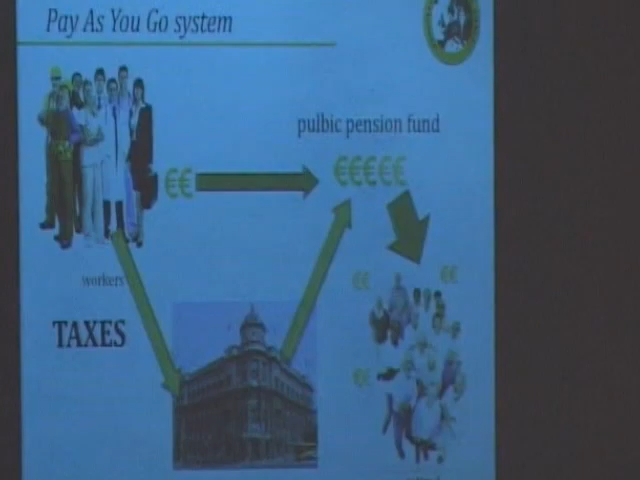 Pay As You Go system
pulbic pension fund
€€
€€€€€
€€
€€
€€
workers
TAXES